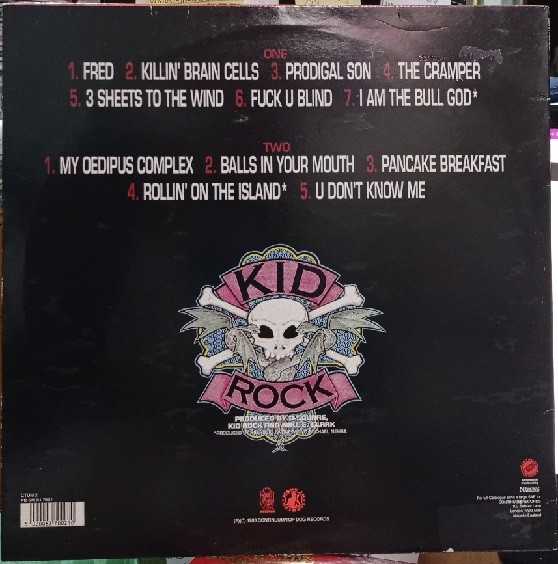 ONE
1. FRED 2. KILLIN' BRAIN CELLS 3. PRODIGAL SON 4. THE CRAMPER
5. 3 SHEETS TO THE WIND 6. FUCK U BLIND 7. I AM THE BULL GOD*
TWO
1. MY OEDIPUS COMPLEX 2. BALLS IN YOUR MOUTH 3. PANCAKE BREAKFAST
4. ROLLIN' ON THE ISLAND* 5. U DON'T KNOW ME
KID
ROCK
PRODUCED BY
KID ROCK AND MIKE E. CLARK
DOG RECORDS